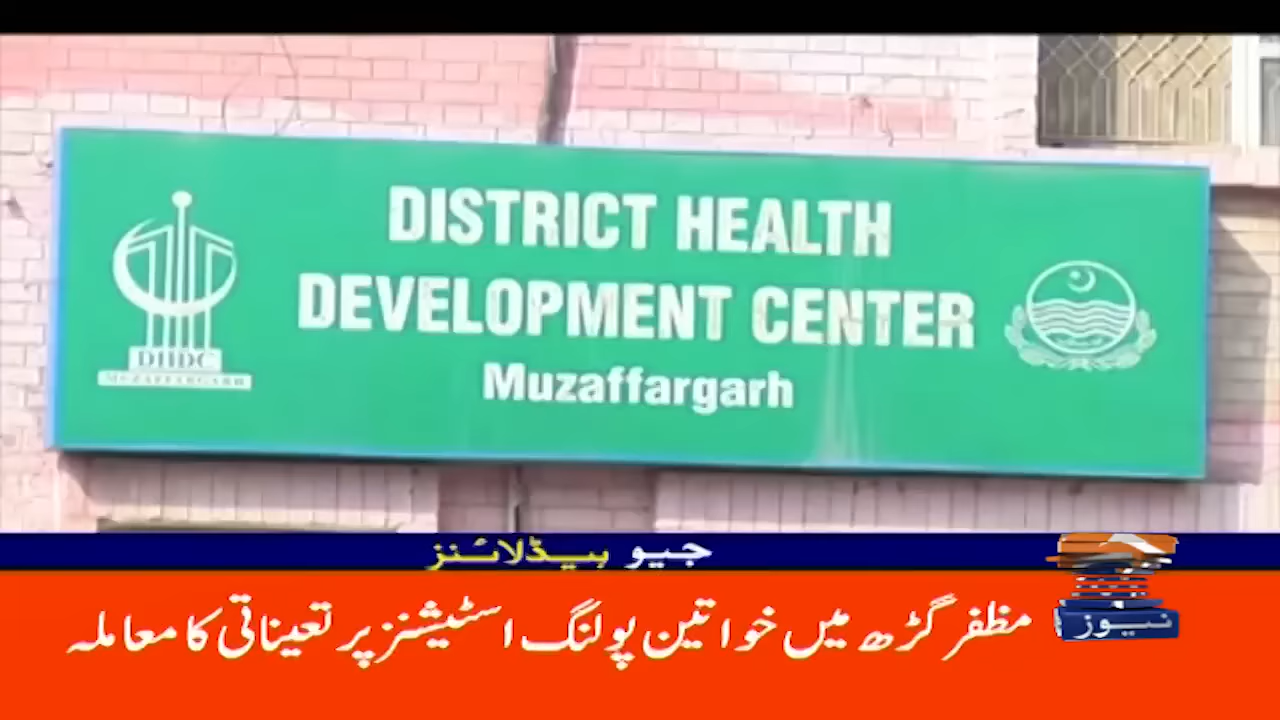 DISTRICT HEALTH
DEVELOPMENT CENTER
Muzaffargarh
DHDC
MUZAFFARGARH
جیو ہیڈلائنز
مظفر گڑھ میں خواتین پولنگ اسٹیشنز پر تعیناتی کا معاملہ
نیوز